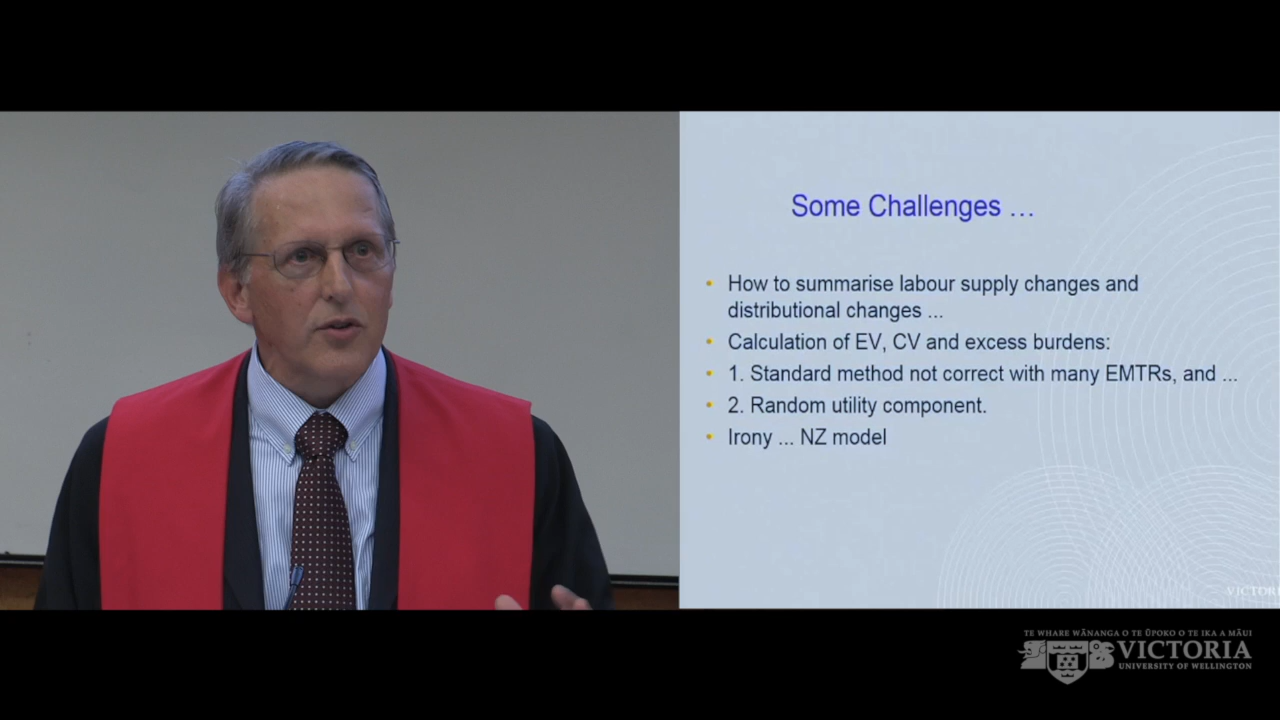 Some Challenges ...
• How to summarise labour supply changes and
distributional changes ...
• Calculation of EV, CV and excess burdens:
• 1. Standard method not correct with many EMTRs, and ...
• 2. Random utility component.
• Irony ... NZ model
VICTOR
TE WHARE WĀNANGA O TE ŪPOKO O TE IKA A MĀUI
VICTORIA
UNIVERSITY OF WELLINGTON